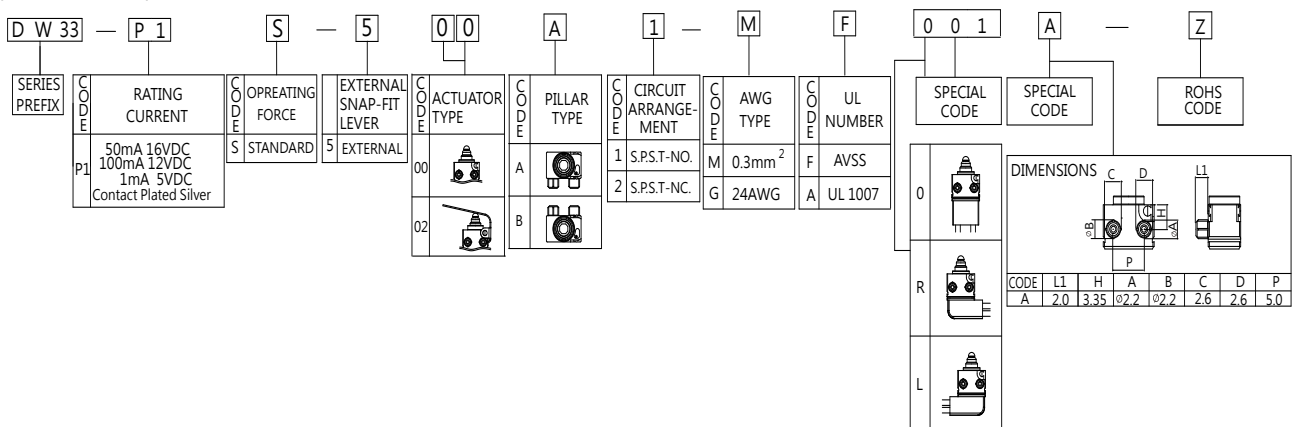 D W 33 — P 1 S — 5 0 0 A 1 — M F 0 0 1 A — Z
SERIES PREFIX
CODE RATING CURRENT
P1 50mA 16VDC
100mA 12VDC
1mA 5VDC
Contact Plated Silver
CODE OPREATING FORCE
S STANDARD
EXTERNAL SNAP-FIT LEVER
5 EXTERNAL
CODE ACTUATOR TYPE
00
02
CODE PILLAR TYPE
A
B
CODE CIRCUIT ARRANGE-MENT
1 S.P.S.T-NO.
2 S.P.S.T-NC.
CODE AWG TYPE
M 0.3mm²
G 24AWG
CODE UL NUMBER
F AVSS
A UL 1007
SPECIAL CODE
0
R
L
SPECIAL CODE
DIMENSIONS
C D L1
H
⌀B ⌀A
P
CODE L1 H A B C D P
A 2.0 3.35 ⌀2.2 ⌀2.2 2.6 2.6 5.0
ROHS CODE